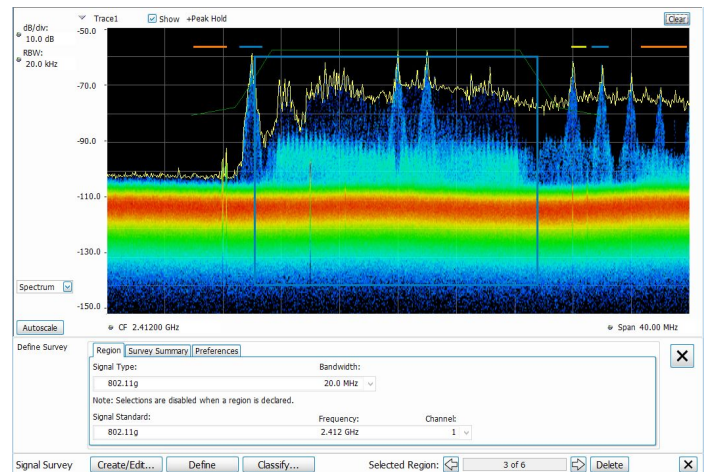 dB/div:
10.0 dB
RBW:
20.0 kHz
Trace1
Show
+Peak Hold
Clear
-50.0
-70.0
-90.0
-110.0
-130.0
-150.0
Spectrum
Autoscale
CF 2.41200 GHz
Span 40.00 MHz
Define Survey
Region
Survey Summary
Preferences
Signal Type:
Bandwidth:
802.11g
20.0 MHz
Note: Selections are disabled when a region is declared.
Signal Standard:
Frequency:
Channel:
802.11g
2.412 GHz
1
Signal Survey
Create/Edit...
Define
Classify...
Selected Region:
3 of 6
Delete